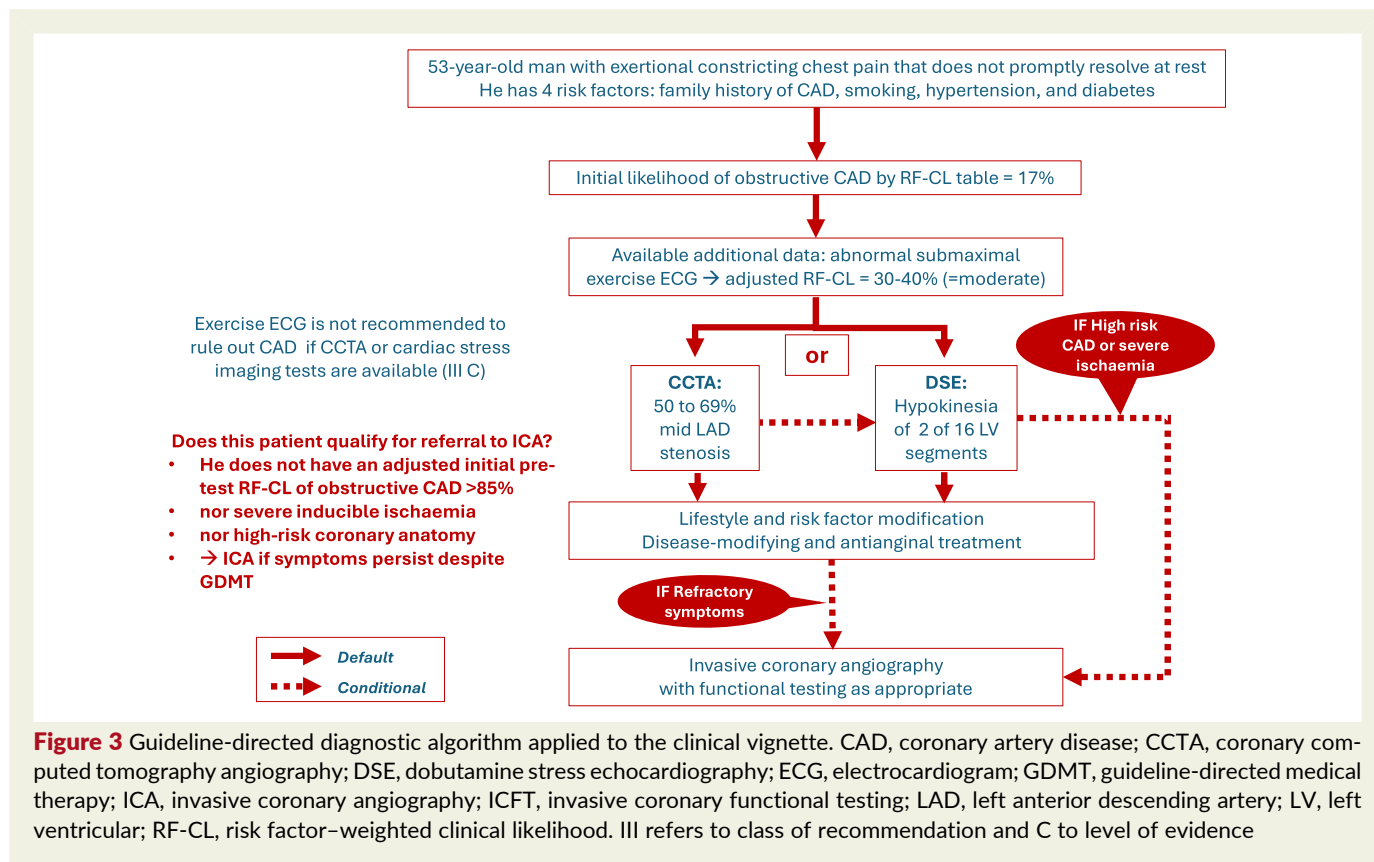 53-year-old man with exertional constricting chest pain that does not promptly resolve at rest
He has 4 risk factors: family history of CAD, smoking, hypertension, and diabetes
Initial likelihood of obstructive CAD by RF-CL table = 17%
Available additional data: abnormal submaximal
exercise ECG → adjusted RF-CL = 30-40% (=moderate)
Exercise ECG is not recommended to
rule out CAD if CCTA or cardiac stress
imaging tests are available (III C)
or
IF High risk
CAD or severe
ischaemia
CCTA:
50 to 69%
mid LAD
stenosis
DSE:
Hypokinesia
of 2 of 16 LV
segments
Does this patient qualify for referral to ICA?
• He does not have an adjusted initial pre-
test RF-CL of obstructive CAD >85%
• nor severe inducible ischaemia
• nor high-risk coronary anatomy
• → ICA if symptoms persist despite
GDMT
Lifestyle and risk factor modification
Disease-modifying and antianginal treatment
IF Refractory
symptoms
Invasive coronary angiography
with functional testing as appropriate
Default
Conditional
Figure 3 Guideline-directed diagnostic algorithm applied to the clinical vignette. CAD, coronary artery disease; CCTA, coronary com-
puted tomography angiography; DSE, dobutamine stress echocardiography; ECG, electrocardiogram; GDMT, guideline-directed medical
therapy; ICA, invasive coronary angiography; ICFT, invasive coronary functional testing; LAD, left anterior descending artery; LV, left
ventricular; RF-CL, risk factor–weighted clinical likelihood. III refers to class of recommendation and C to level of evidence